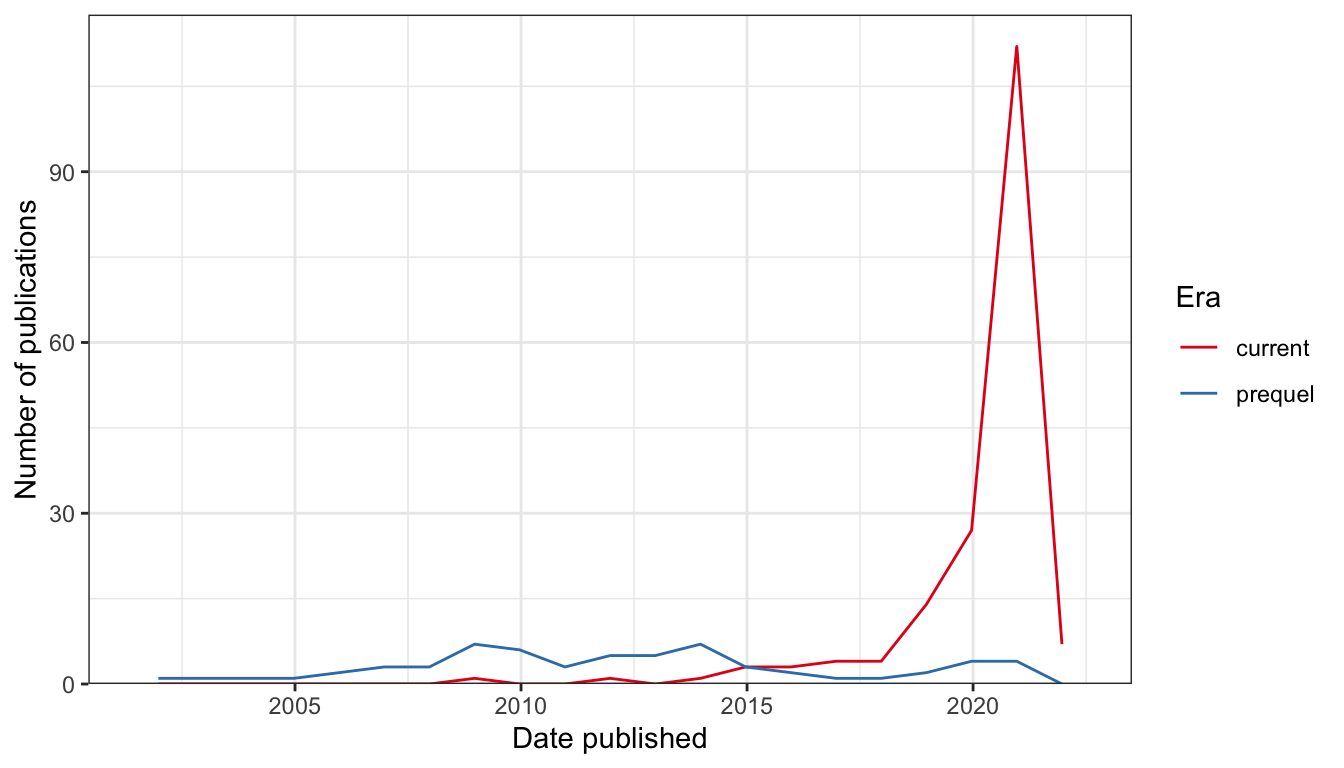 Number of publications
90
60
30
0
2005
2010
2015
2020
Date published
Era
current
prequel